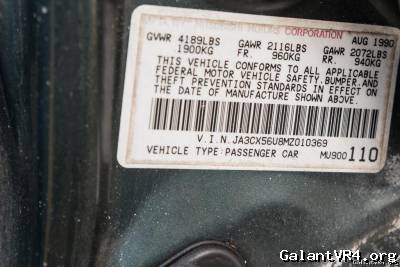 MITSUBISHI MOTORS CORPORATION
GVWR 4189LBS GAWR 2116LBS AUG 1990
1900KG FR. 960KG GAWR 2072LBS
RR. 940KG
THIS VEHICLE CONFORMS TO ALL APPLICABLE
FEDERAL MOTOR VEHICLE SAFETY,BUMPER,AND
THEFT PREVENTION STANDARDS IN EFFECT ON
THE DATE OF MANUFACTURE SHOWN ABOVE.
V.I.N.JA3CX56U8MZ010369
VEHICLE TYPE:PASSENGER CAR MU900 110
GalantVR4.org